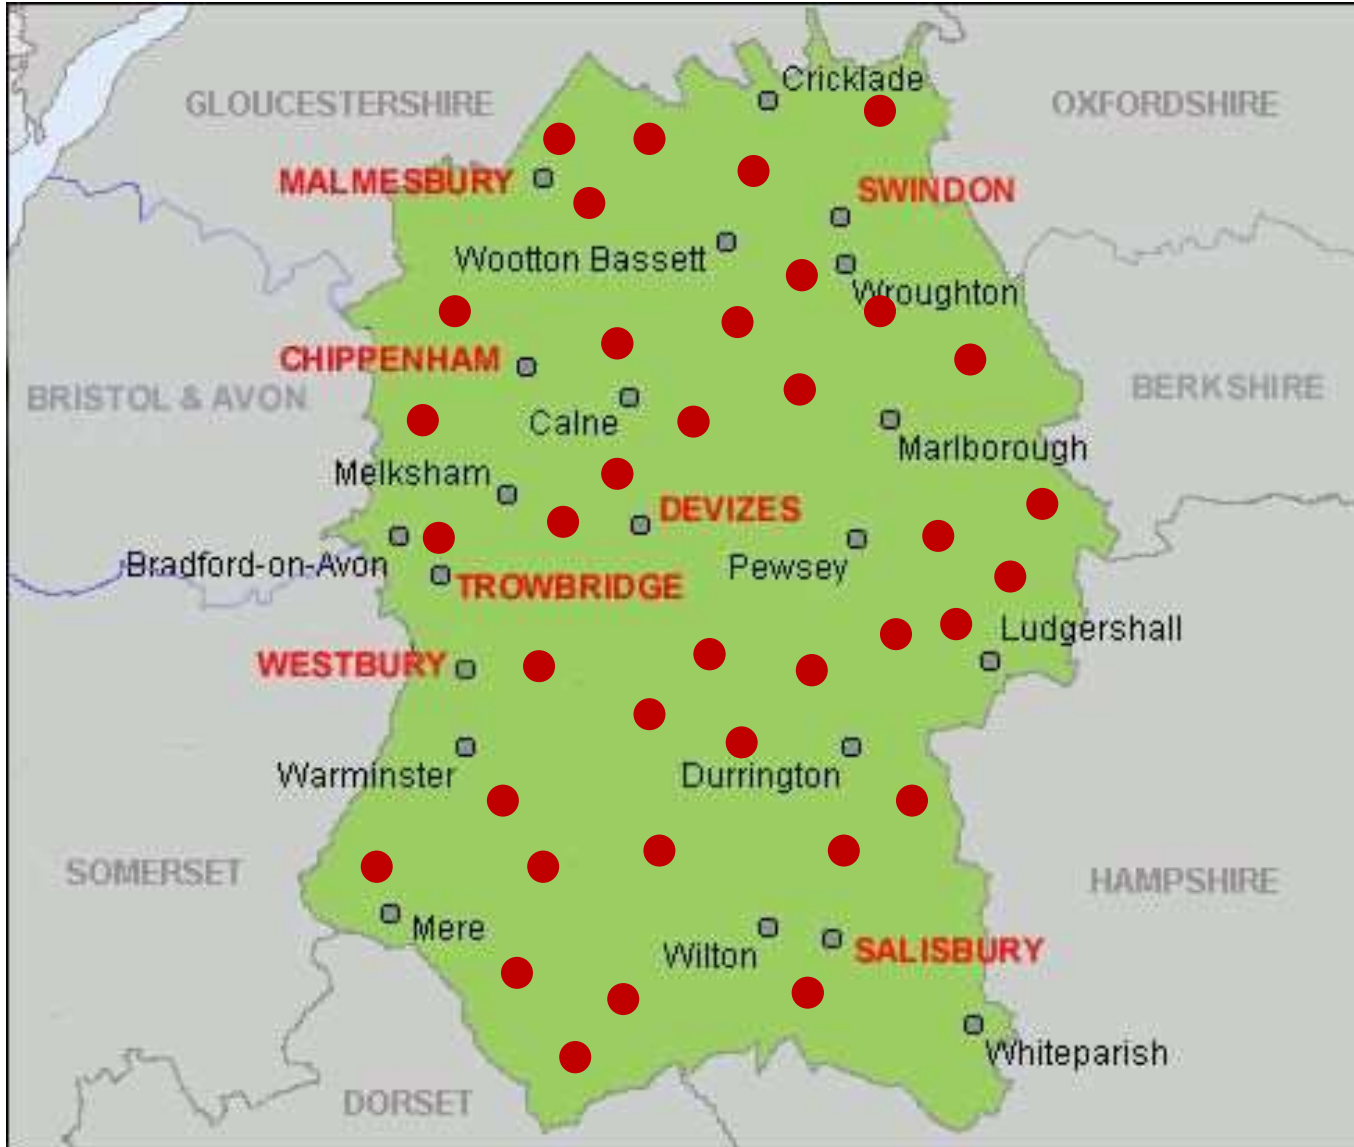 Cricklade
GLOUCESTERSHIRE
OXFORDSHIRE
MALMESBURY
SWINDON
Wootton Bassett
Wroughton
CHIPPENHAM
BRISTOL & AVON
BERKSHIRE
Calne
Marlborough
Melksham
DEVIZES
Bradford-on-Avon
Pewsey
TROWBRIDGE
Ludgershall
WESTBURY
Warminster
Durrington
SOMERSET
HAMPSHIRE
Mere
Wilton
SALISBURY
Whiteparish
DORSET